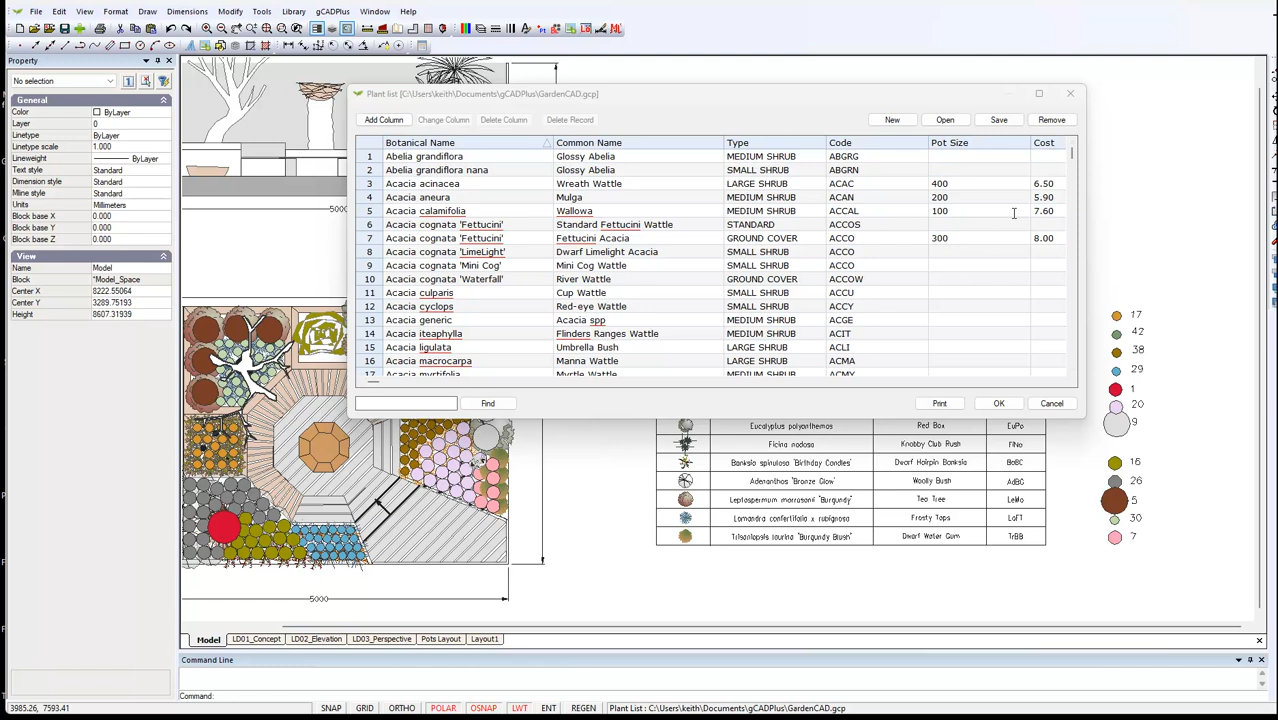 File Edit View Format Draw Dimensions Modify Tools Library gCADPlus Window Help
Property
No selection
General
Color ByLayer
Layer 0
Linetype ByLayer
Linetype scale 1.000
Lineweight ByLayer
Text style Standard
Dimension style Standard
Mline style Standard
Units Millimeters
Block base X 0.000
Block base Y 0.000
Block base Z 0.000
View
Name Model
Block *Model_Space
Center X 8222.55064
Center Y 3289.75193
Height 8607.31939
Plant list [C:\Users\keith\Documents\gCADPlus\GardenCAD.gcp]
Add Column Change Column Delete Column Delete Record New Open Save Remove
Botanical Name Common Name Type Code Pot Size Cost
1 Abelia grandiflora Glossy Abelia MEDIUM SHRUB ABGRG
2 Abelia grandiflora nana Glossy Abelia SMALL SHRUB ABGRN
3 Acacia acinacea Wreath Wattle LARGE SHRUB ACAC 400 6.50
4 Acacia aneura Mulga MEDIUM SHRUB ACAN 200 5.90
5 Acacia calamifolia Wallowa MEDIUM SHRUB ACCAL 100 7.60
6 Acacia cognata 'Fettucini' Standard Fettucini Wattle STANDARD ACCOS
7 Acacia cognata 'Fettucini' Fettucini Acacia GROUND COVER ACCO 300 8.00
8 Acacia cognata 'LimeLight' Dwarf Limelight Acacia SMALL SHRUB ACCO
9 Acacia cognata 'Mini Cog' Mini Cog Wattle SMALL SHRUB ACCO
10 Acacia cognata 'Waterfall' River Wattle GROUND COVER ACCOW
11 Acacia culparis Cup Wattle SMALL SHRUB ACCU
12 Acacia cyclops Red-eye Wattle SMALL SHRUB ACCY
13 Acacia generic Acacia spp MEDIUM SHRUB ACGE
14 Acacia iteaphylla Flinders Ranges Wattle MEDIUM SHRUB ACIT
15 Acacia ligulata Umbrella Bush LARGE SHRUB ACLI
16 Acacia macrocarpa Manna Wattle LARGE SHRUB ACMA
17 Acacia myrtifolia Myrtle Wattle MEDIUM SHRUB ACMY
Find Print OK Cancel
Eucalyptus polyanthemos Red Box EuPo
Ficina nodosa Knobby Club Rush FiNo
Banksia spinulosa 'Birthday Candles' Dwarf Hairpin Banksia BaBC
Adenanthos 'Bronze Glow' Woolly Bush AdBG
Leptospermum morrasonii 'Burgundy' Tea Tree LeMo
Lomandra confertifolia x rubignosa Frosty Tops LoFT
Tritsaniopsis laurina 'Burgundy Blush' Dwarf Water Gum TrBB
17
42
38
29
1
20
9
16
26
5
30
7
5000
Model LD01_Concept LD02_Elevation LD03_Perspective Pots Layout Layout1
Command Line
Command:
3985.26, 7593.41 SNAP GRID ORTHO POLAR OSNAP LWT ENT REGEN Plant List : C:\Users\keith\Documents\gCADPlus\GardenCAD.gcp